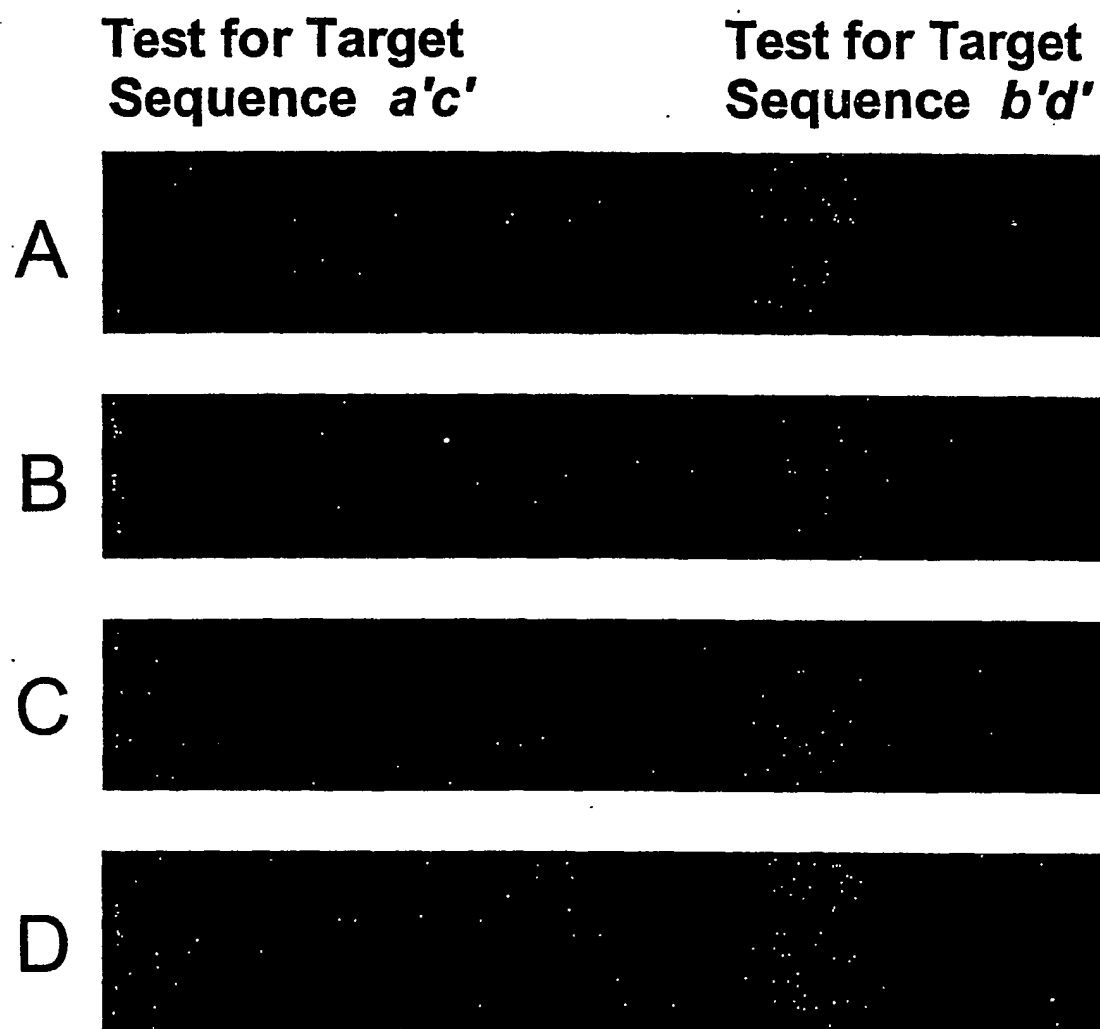 Test for Target
Sequence a'c'
Test for Target
Sequence b'd'
A
B
C
D